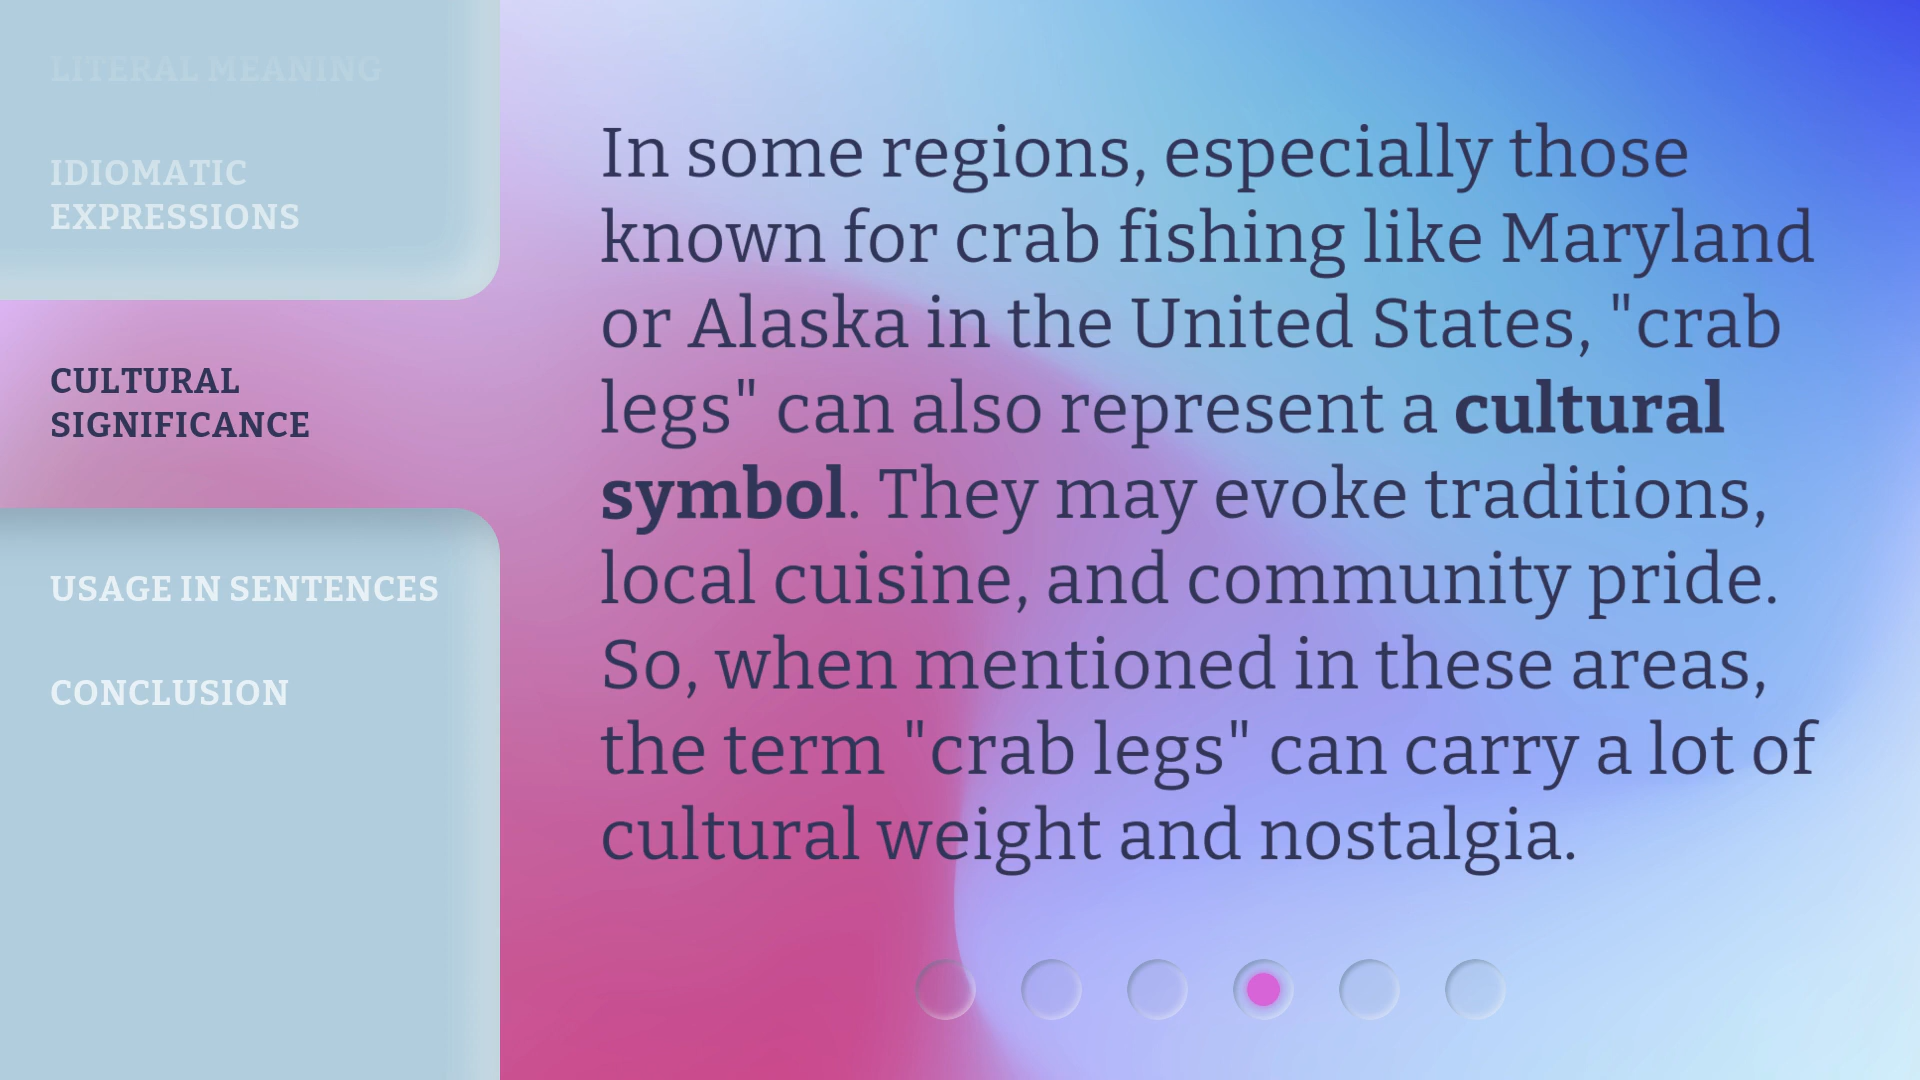 LITERAL MEANING
IDIOMATIC
EXPRESSIONS
CULTURAL
SIGNIFICANCE
USAGE IN SENTENCES
CONCLUSION
In some regions, especially those
known for crab fishing like Maryland
or Alaska in the United States, "crab
legs" can also represent a cultural
symbol. They may evoke traditions,
local cuisine, and community pride.
So, when mentioned in these areas,
the term "crab legs" can carry a lot of
cultural weight and nostalgia.